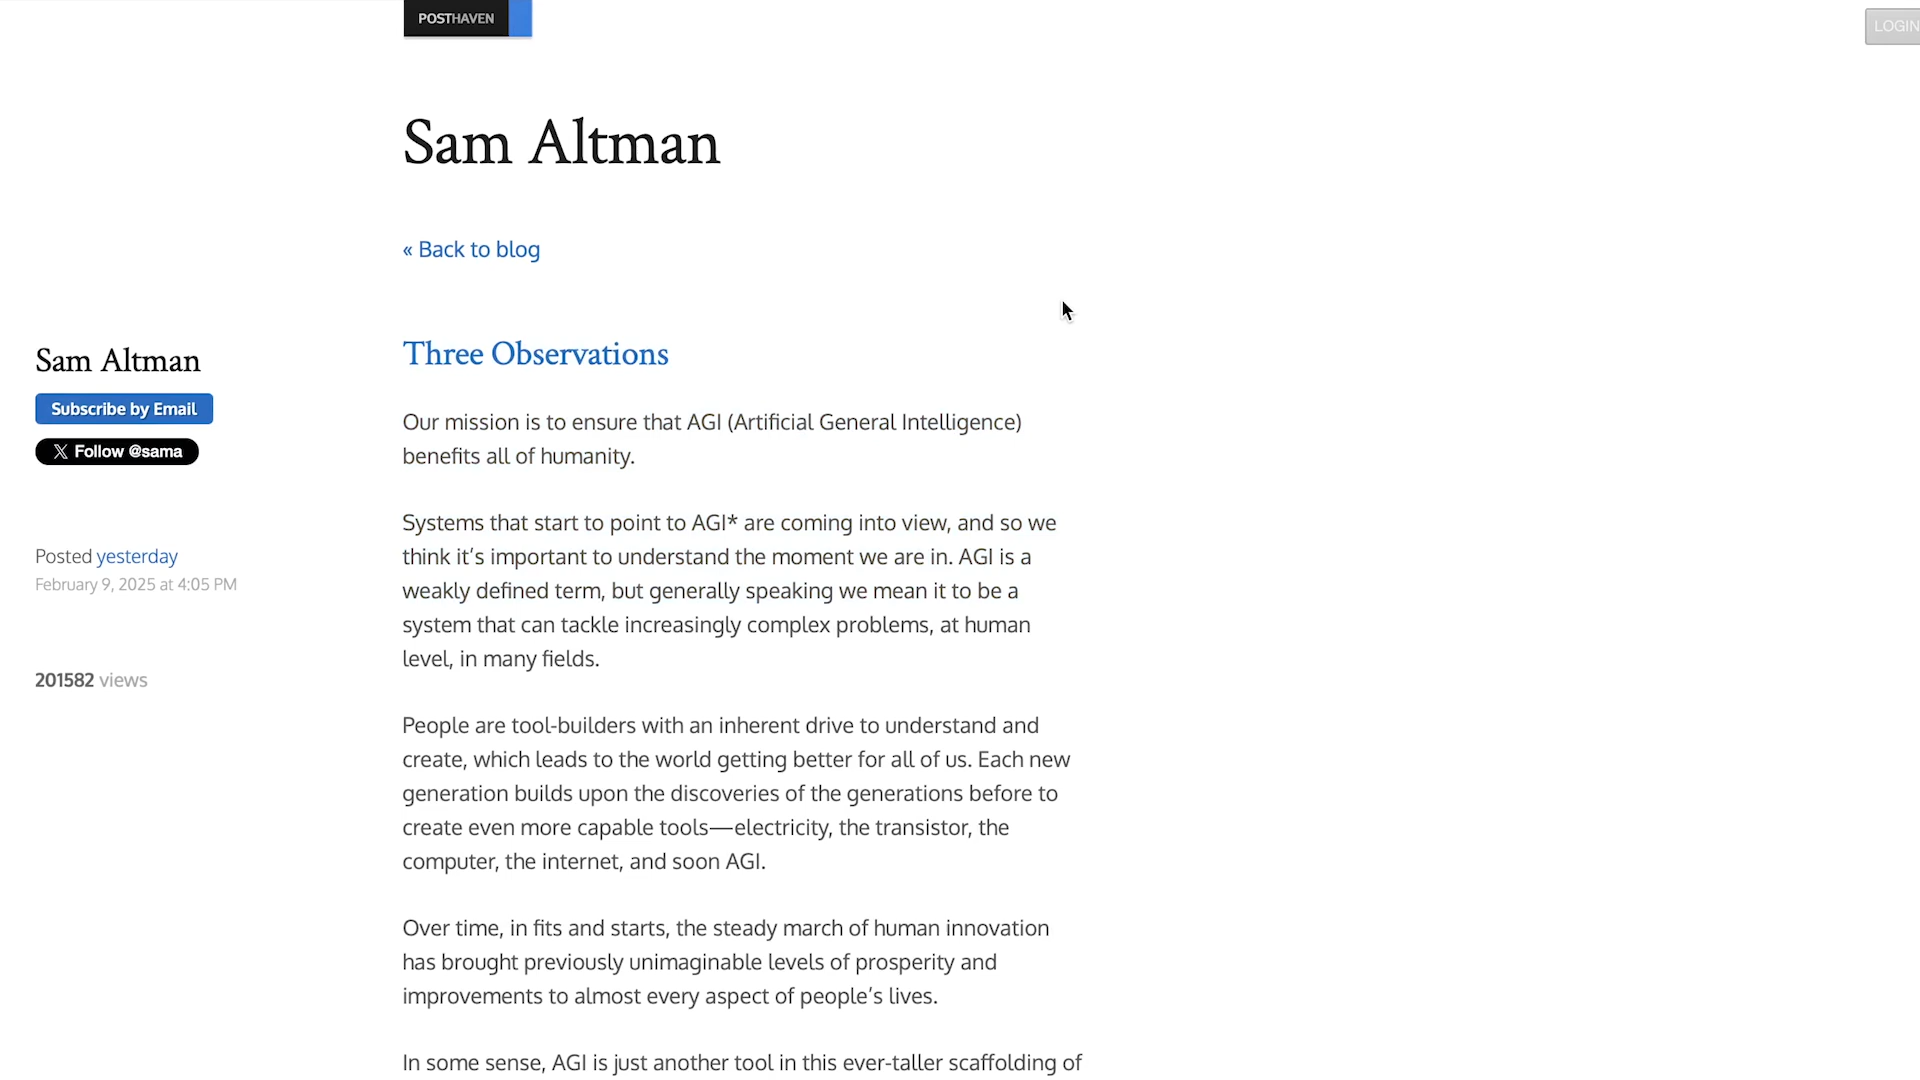 POSTHAVEN
LOGIN
Sam Altman
« Back to blog
Sam Altman
Subscribe by Email
X Follow @sama
Posted yesterday
February 9, 2025 at 4:05 PM
201582 views
Three Observations
Our mission is to ensure that AGI (Artificial General Intelligence)
benefits all of humanity.
Systems that start to point to AGI* are coming into view, and so we
think it’s important to understand the moment we are in. AGI is a
weakly defined term, but generally speaking we mean it to be a
system that can tackle increasingly complex problems, at human
level, in many fields.
People are tool-builders with an inherent drive to understand and
create, which leads to the world getting better for all of us. Each new
generation builds upon the discoveries of the generations before to
create even more capable tools—electricity, the transistor, the
computer, the internet, and soon AGI.
Over time, in fits and starts, the steady march of human innovation
has brought previously unimaginable levels of prosperity and
improvements to almost every aspect of people’s lives.
In some sense, AGI is just another tool in this ever-taller scaffolding of